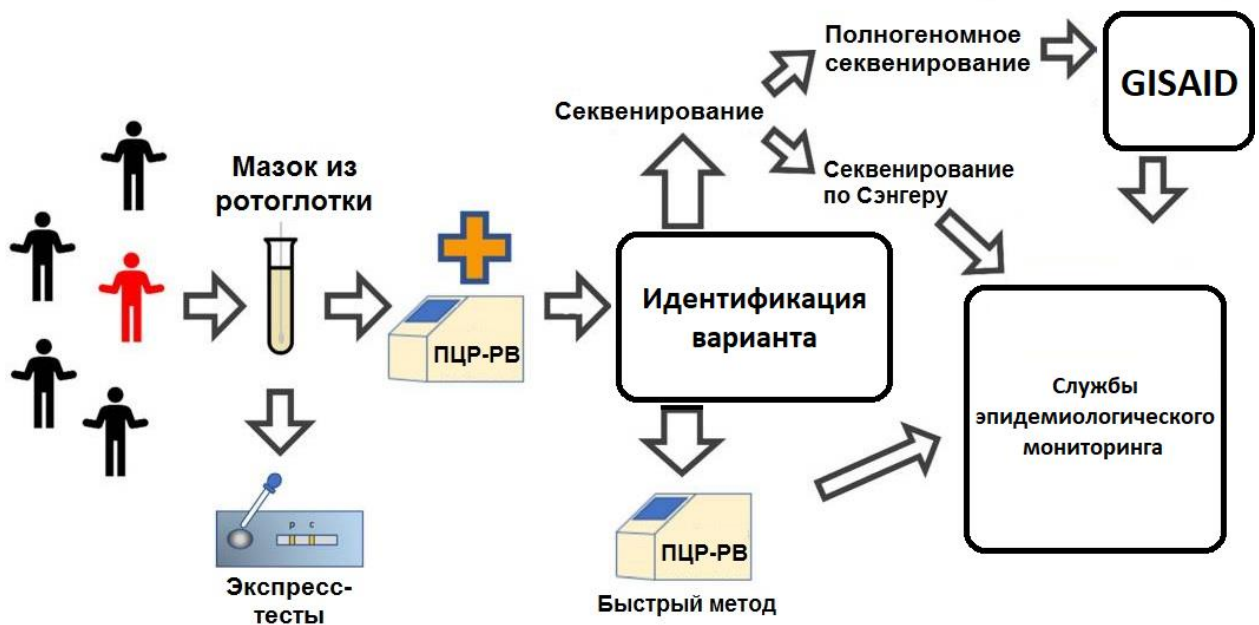 Мазок из
ротоглотки
ПЦР-РВ
P C
Экспресс-
тесты
Идентификация
варианта
Секвенирование
Полногеномное
секвенирование
GISAID
Секвенирование
по Сэнгеру
ПЦР-РВ
Быстрый метод
Службы
эпидемиологического
мониторинга